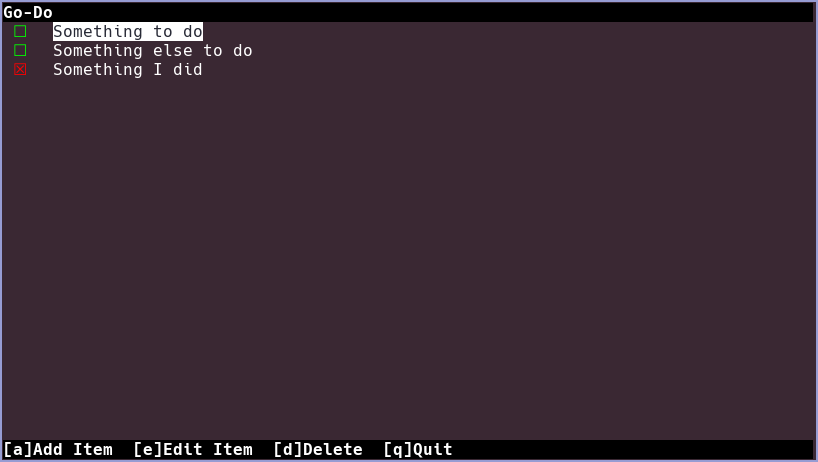 Go-Do
☐ Something to do
☐ Something else to do
☒ Something I did
[a]Add Item [e]Edit Item [d]Delete [q]Quit